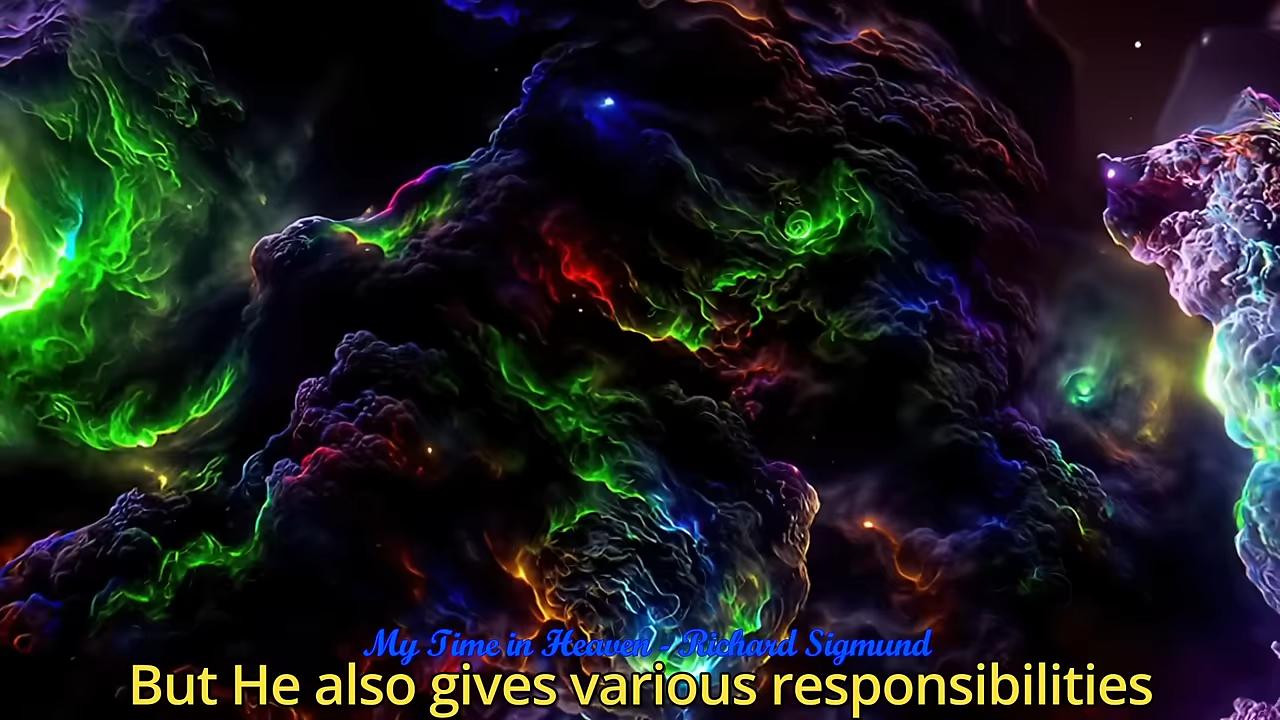 My Time in Heaven - Richard Sigmund
But He also gives various responsibilities